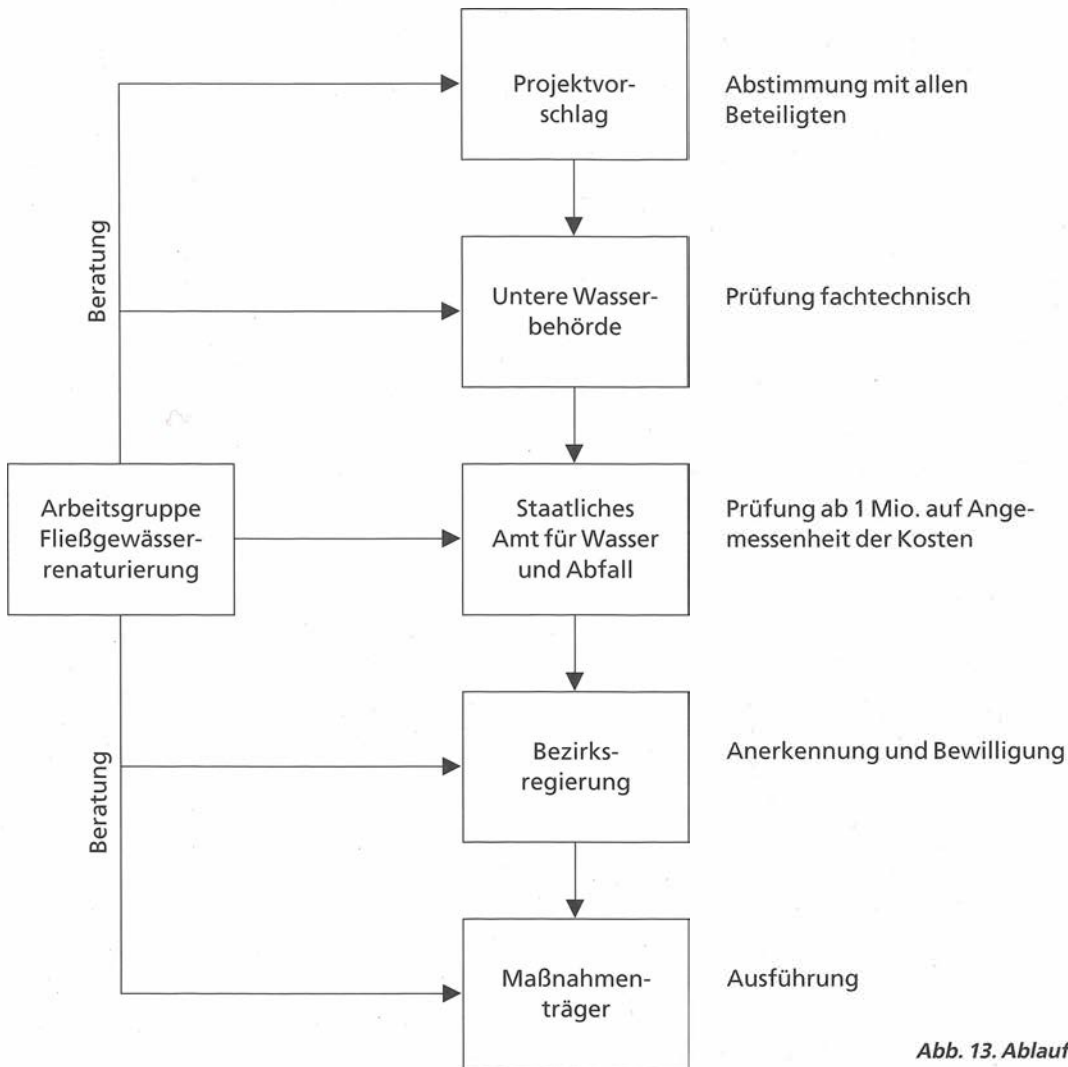 Projektvor-
schlag
Abstimmung mit allen
Beteiligten
Beratung
Untere Wasser-
behörde
Prüfung fachtechnisch
Arbeitsgruppe
Fließgewässer-
renaturierung
Staatliches
Amt für Wasser
und Abfall
Prüfung ab 1 Mio. auf Ange-
messenheit der Kosten
Bezirks-
regierung
Anerkennung und Bewilligung
Beratung
Maßnahmen-
träger
Ausführung
Abb. 13. Ablauf